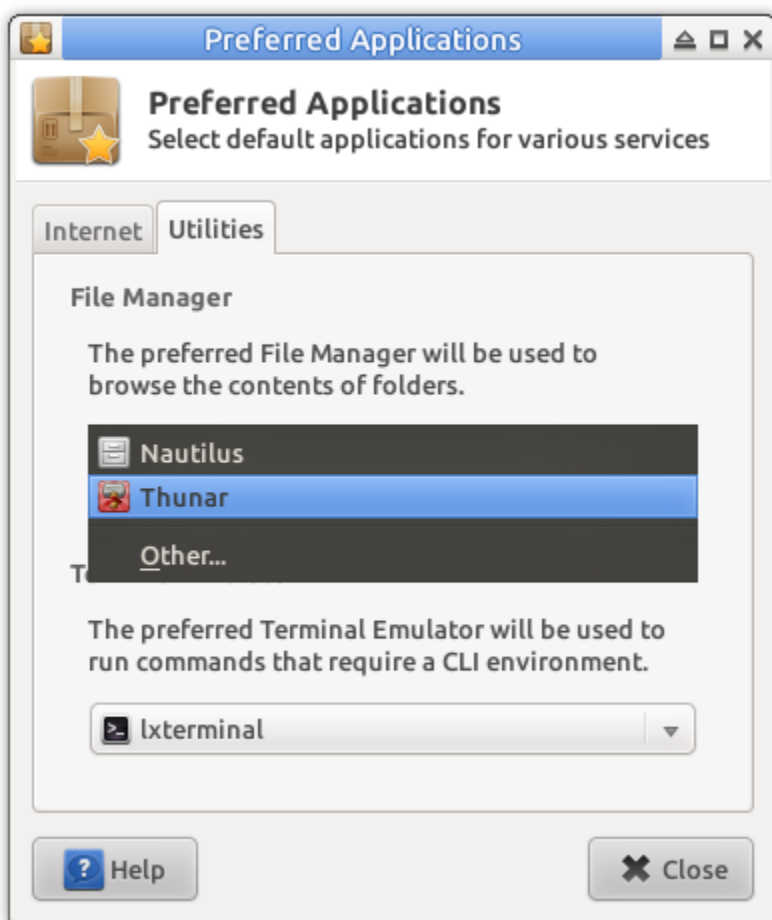 Preferred Applications
Preferred Applications
Select default applications for various services
Internet
Utilities
File Manager
The preferred File Manager will be used to
browse the contents of folders.
Nautilus
Thunar
Other...
The preferred Terminal Emulator will be used to
run commands that require a CLI environment.
lxterminal
Help
Close